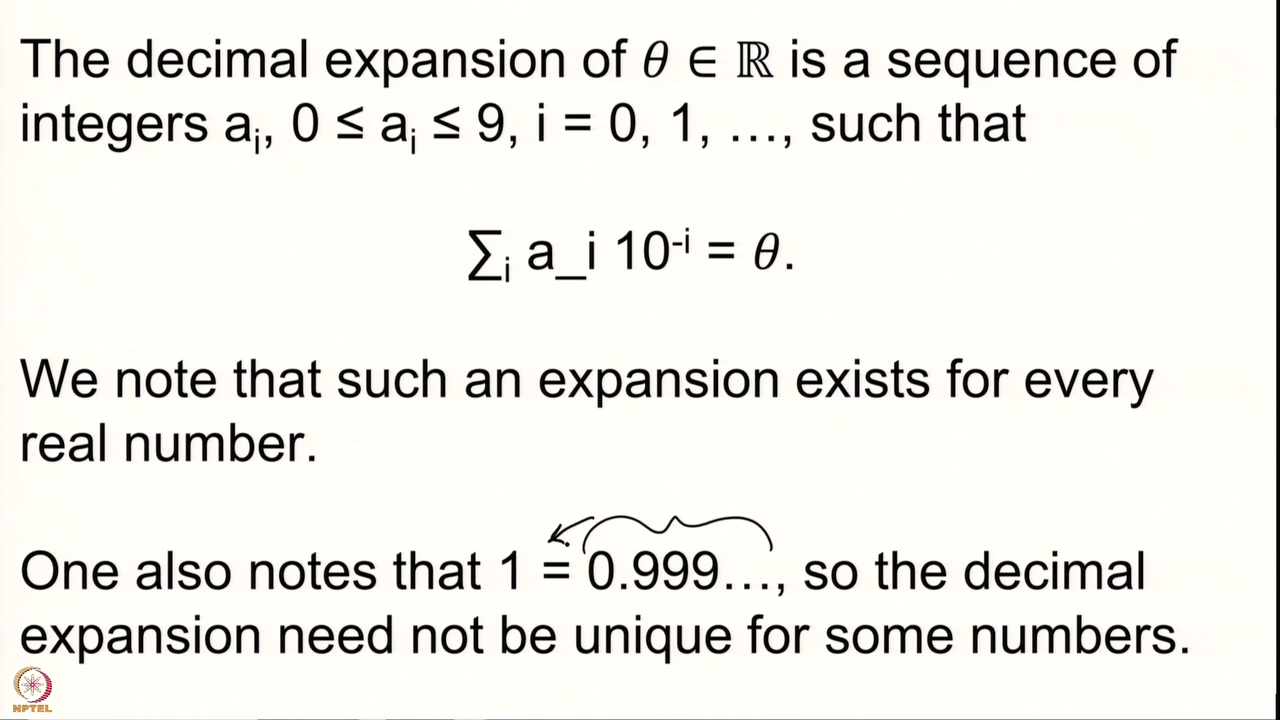 The decimal expansion of 𝜃 ∈ ℝ is a sequence of
integers aᵢ, 0 ≤ aᵢ ≤ 9, i = 0, 1, …, such that
∑ᵢ a_i 10⁻ⁱ = 𝜃.
We note that such an expansion exists for every
real number.
One also notes that 1 = 0.999…, so the decimal
expansion need not be unique for some numbers.
NPTEL